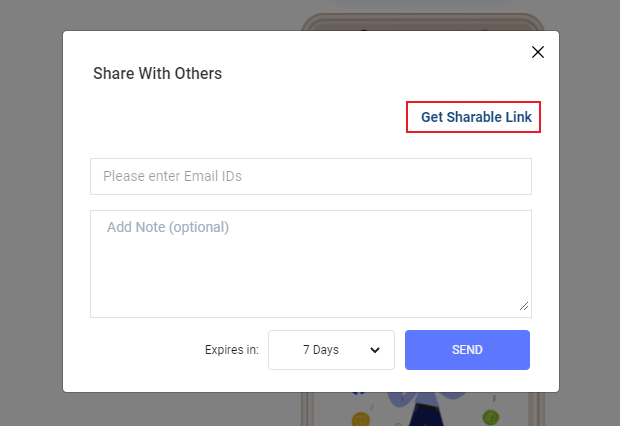 Share With Others
Get Sharable Link
Please enter Email IDs
Add Note (optional)
Expires in: 7 Days SEND